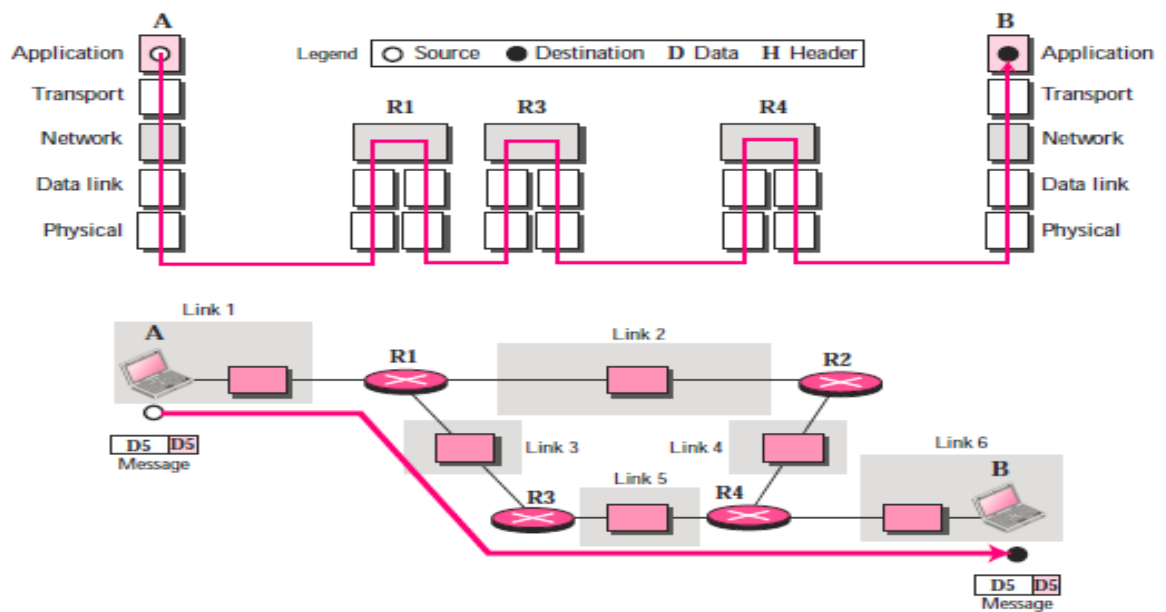 A
B
Legend Source Destination D Data H Header
Application
Application
Transport
Transport
R1 R3 R4
Network
Network
Data link
Data link
Physical
Physical
Link 1
A
Link 2
R1
R2
Link 3
Link 4
Link 6
D5 D5
Message
B
Link 5
R3
R4
D5 D5
Message